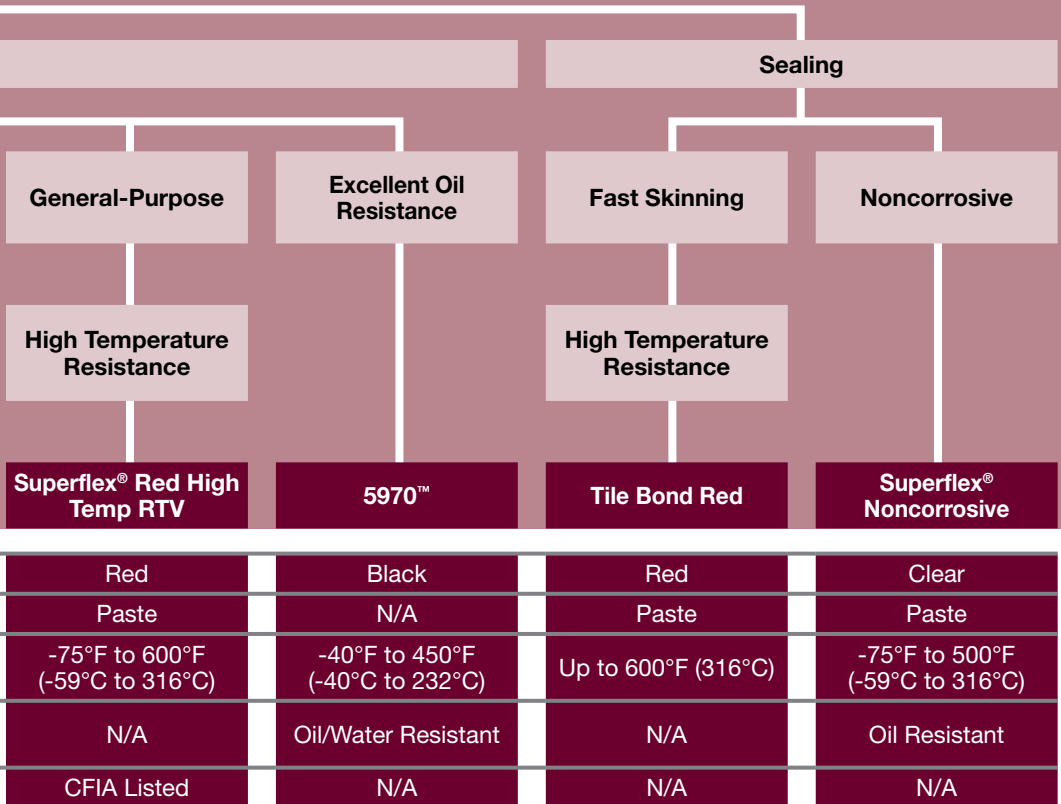 Sealing
General-Purpose
Excellent Oil
Resistance
Fast Skinning
Noncorrosive
High Temperature
Resistance
High Temperature
Resistance
Superflex® Red High
Temp RTV
5970™
Tile Bond Red
Superflex®
Noncorrosive
Red
Black
Red
Clear
Paste
N/A
Paste
Paste
-75°F to 600°F
(-59°C to 316°C)
-40°F to 450°F
(-40°C to 232°C)
Up to 600°F (316°C)
-75°F to 500°F
(-59°C to 316°C)
N/A
Oil/Water Resistant
N/A
Oil Resistant
CFIA Listed
N/A
N/A
N/A